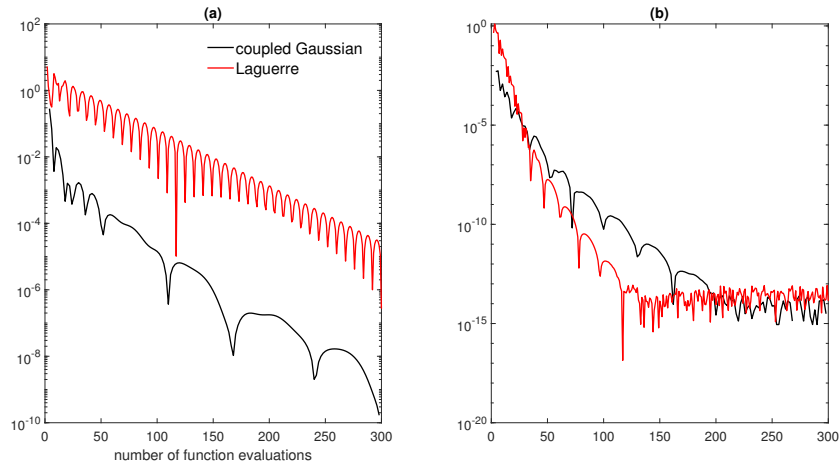 (a)
10^2
10^0
10^-2
10^-4
10^-6
10^-8
10^-10
coupled Gaussian
Laguerre
0 50 100 150 200 250 300
number of function evaluations
(b)
10^0
10^-5
10^-10
10^-15
10^-20
0 50 100 150 200 250 300